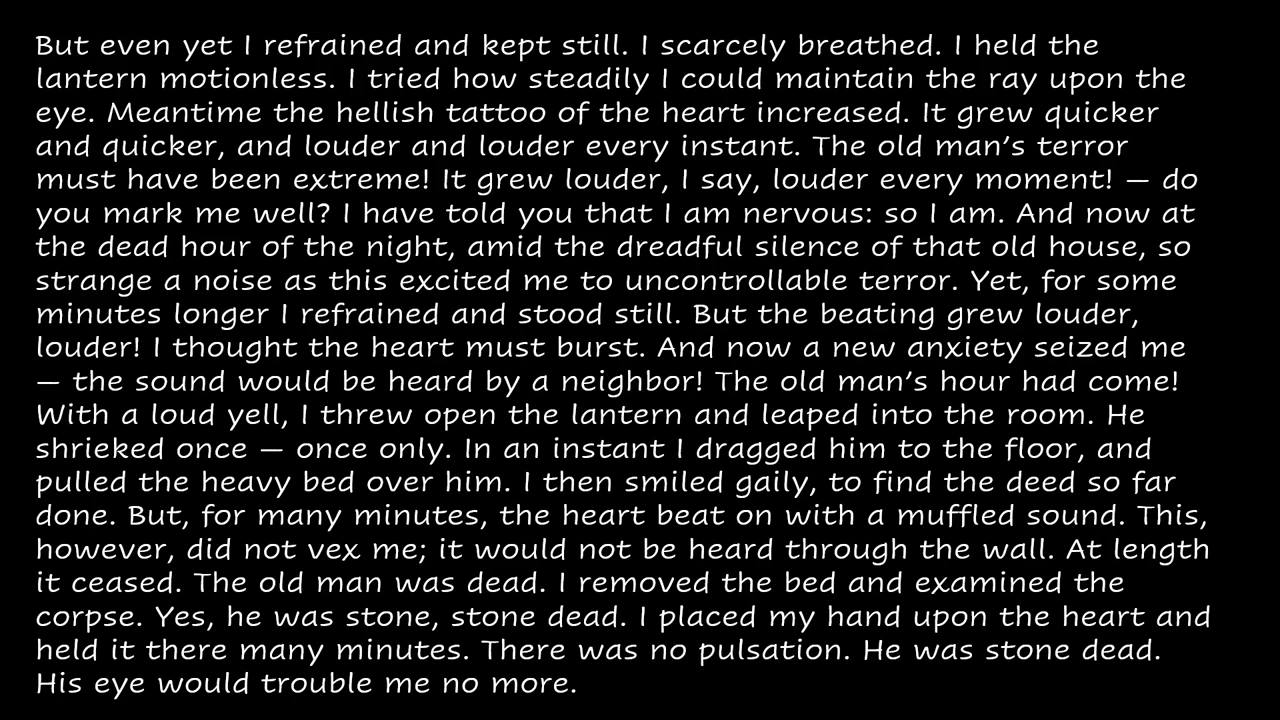 But even yet I refrained and kept still. I scarcely breathed. I held the
lantern motionless. I tried how steadily I could maintain the ray upon the
eye. Meantime the hellish tattoo of the heart increased. It grew quicker
and quicker, and louder and louder every instant. The old man’s terror
must have been extreme! It grew louder, I say, louder every moment! — do
you mark me well? I have told you that I am nervous: so I am. And now at
the dead hour of the night, amid the dreadful silence of that old house, so
strange a noise as this excited me to uncontrollable terror. Yet, for some
minutes longer I refrained and stood still. But the beating grew louder,
louder! I thought the heart must burst. And now a new anxiety seized me
— the sound would be heard by a neighbor! The old man’s hour had come!
With a loud yell, I threw open the lantern and leaped into the room. He
shrieked once — once only. In an instant I dragged him to the floor, and
pulled the heavy bed over him. I then smiled gaily, to find the deed so far
done. But, for many minutes, the heart beat on with a muffled sound. This,
however, did not vex me; it would not be heard through the wall. At length
it ceased. The old man was dead. I removed the bed and examined the
corpse. Yes, he was stone, stone dead. I placed my hand upon the heart and
held it there many minutes. There was no pulsation. He was stone dead.
His eye would trouble me no more.